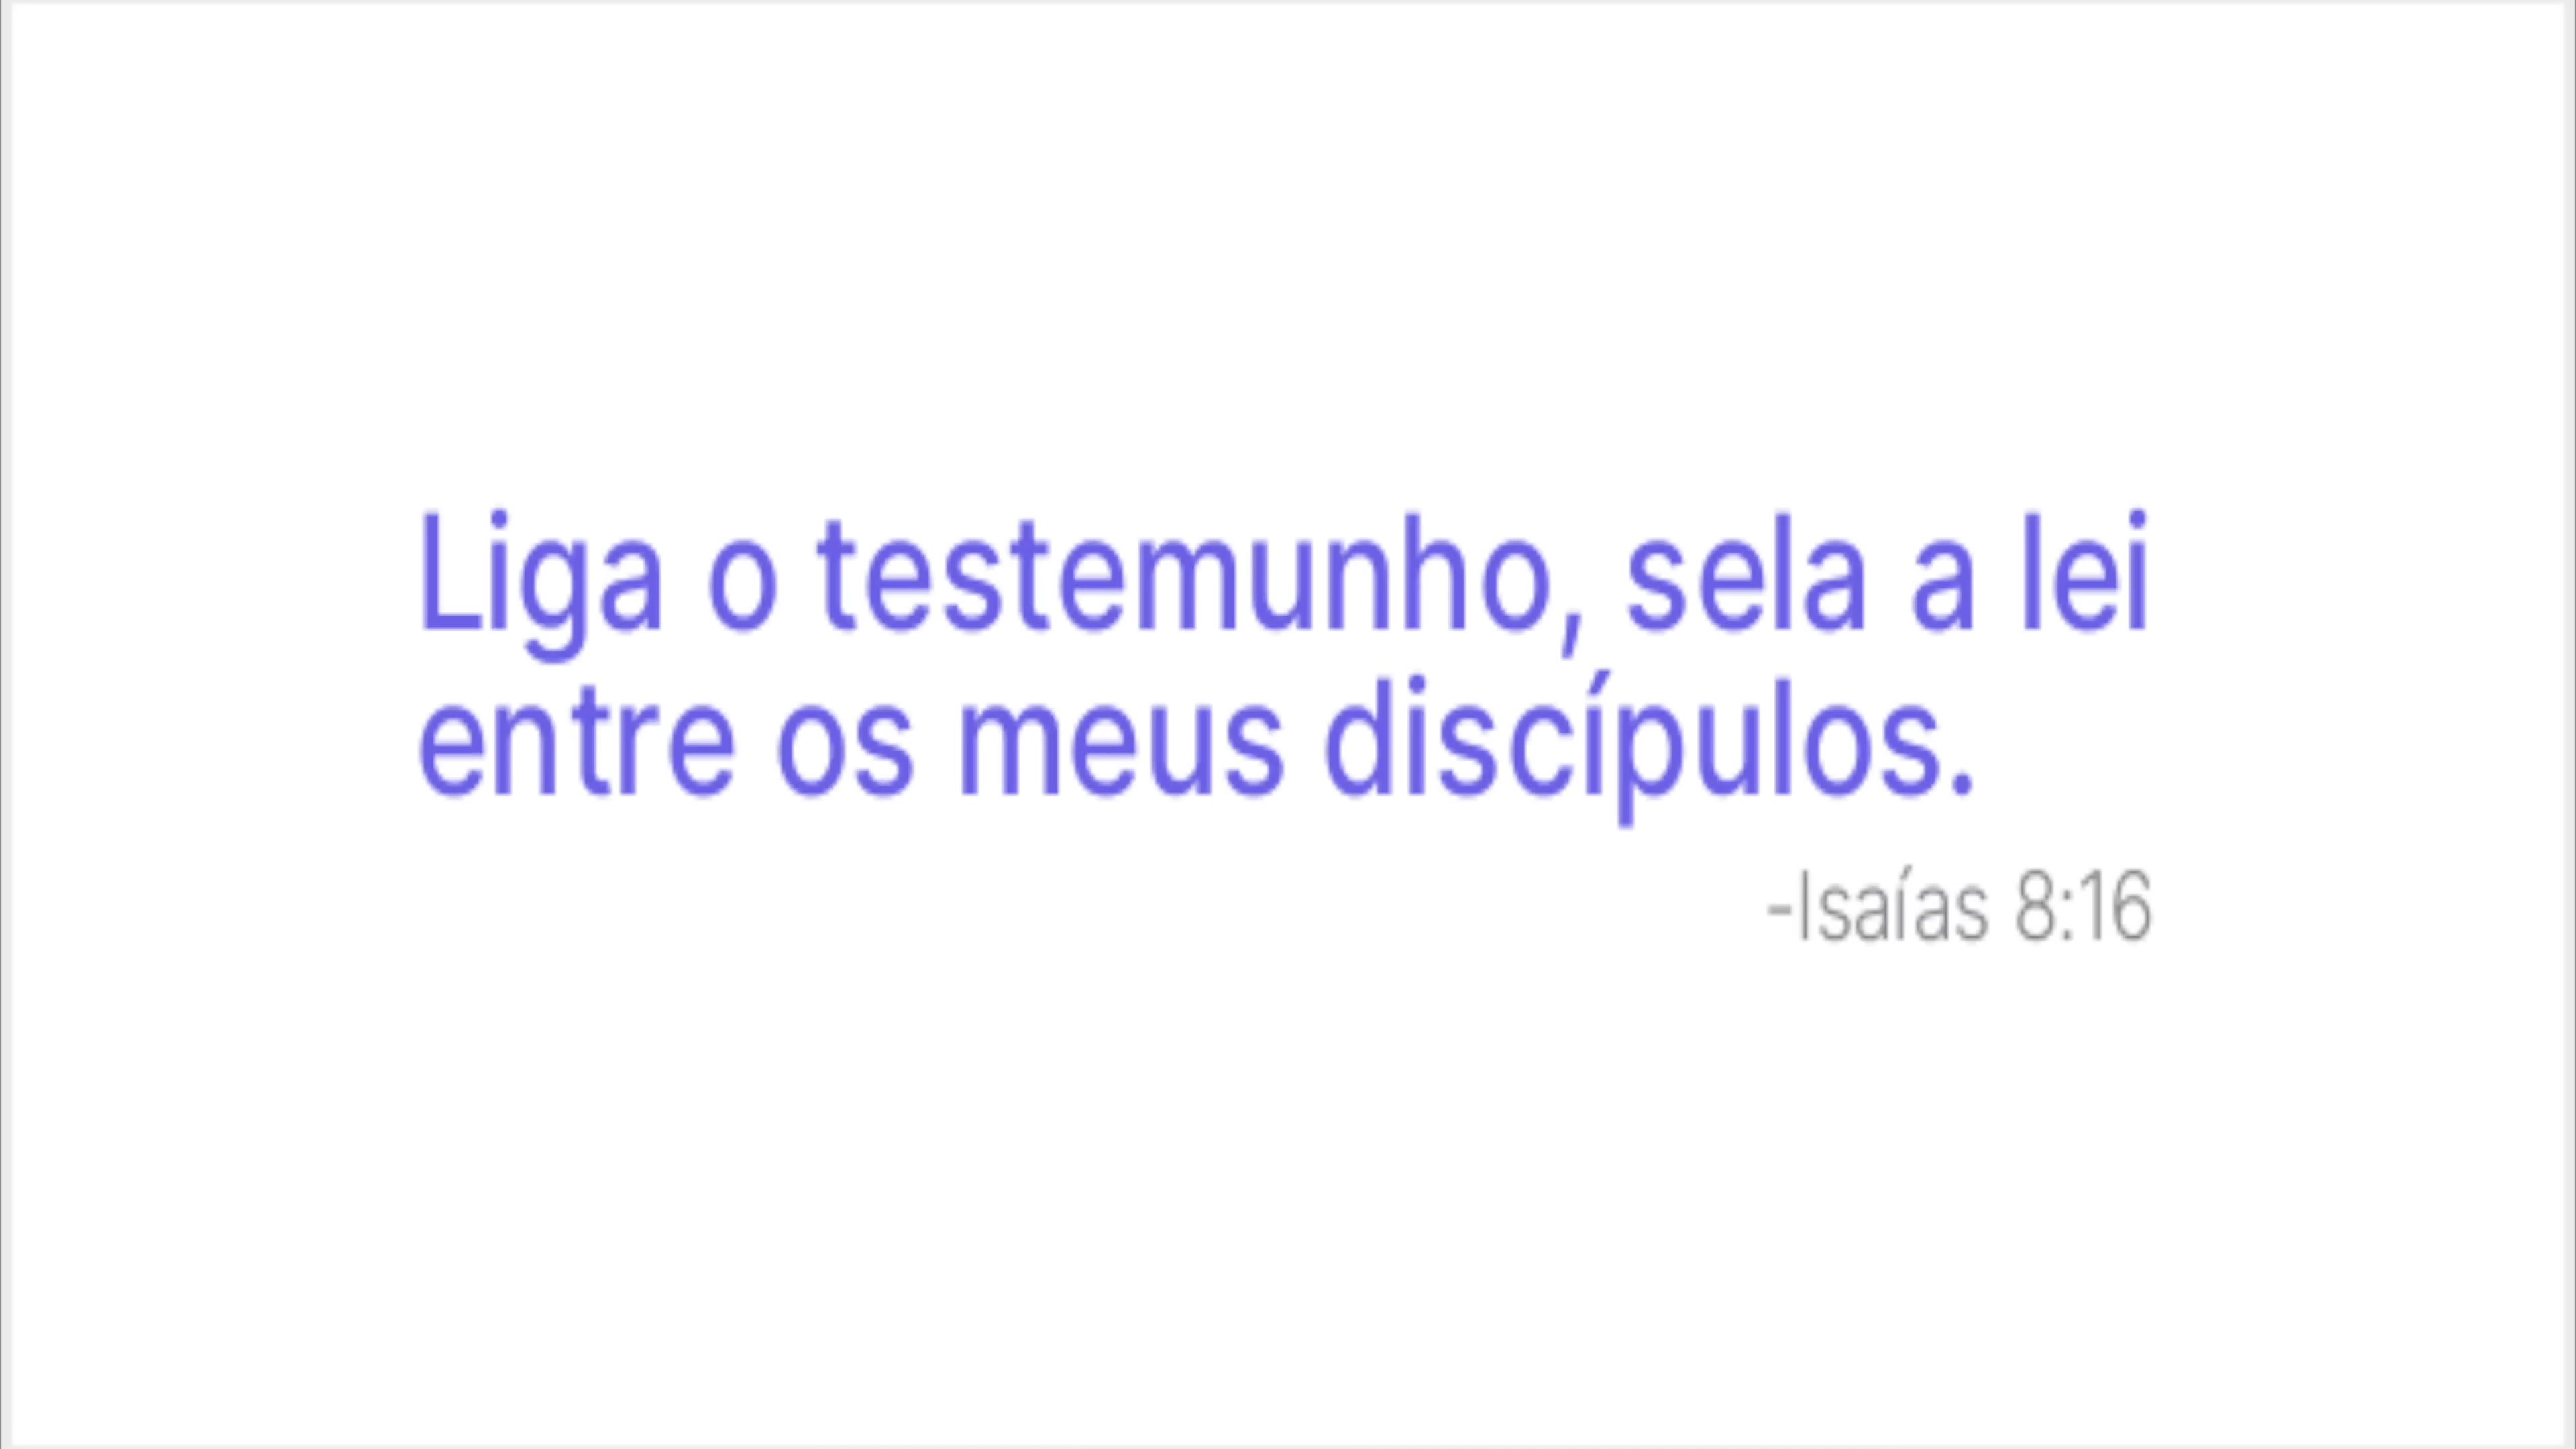 Liga o testemunho, sela a lei
entre os meus discípulos.
-Isaías 8:16